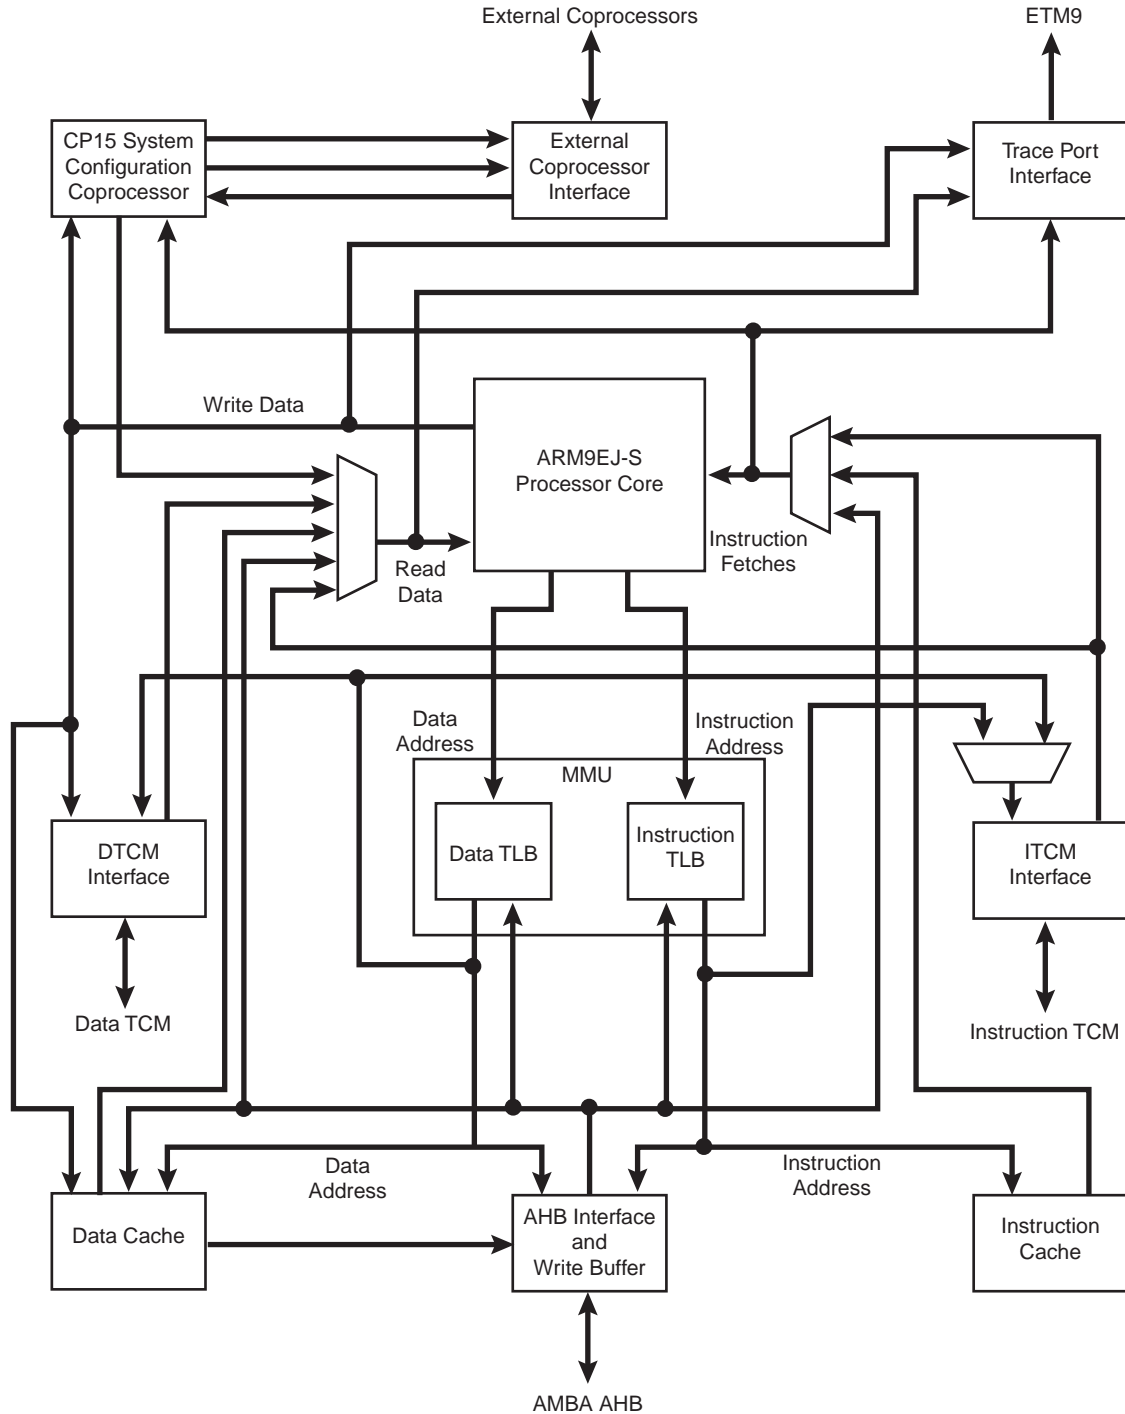 External Coprocessors
ETM9
CP15 System
Configuration
Coprocessor
External
Coprocessor
Interface
Trace Port
Interface
Write Data
ARM9EJ-S
Processor Core
Instruction
Fetches
Read
Data
Data
Address
Instruction
Address
MMU
DTCM
Interface
Data TLB
Instruction
TLB
ITCM
Interface
Data TCM
Instruction TCM
Data
Address
Instruction
Address
Data Cache
AHB Interface
and
Write Buffer
Instruction
Cache
AMBA AHB